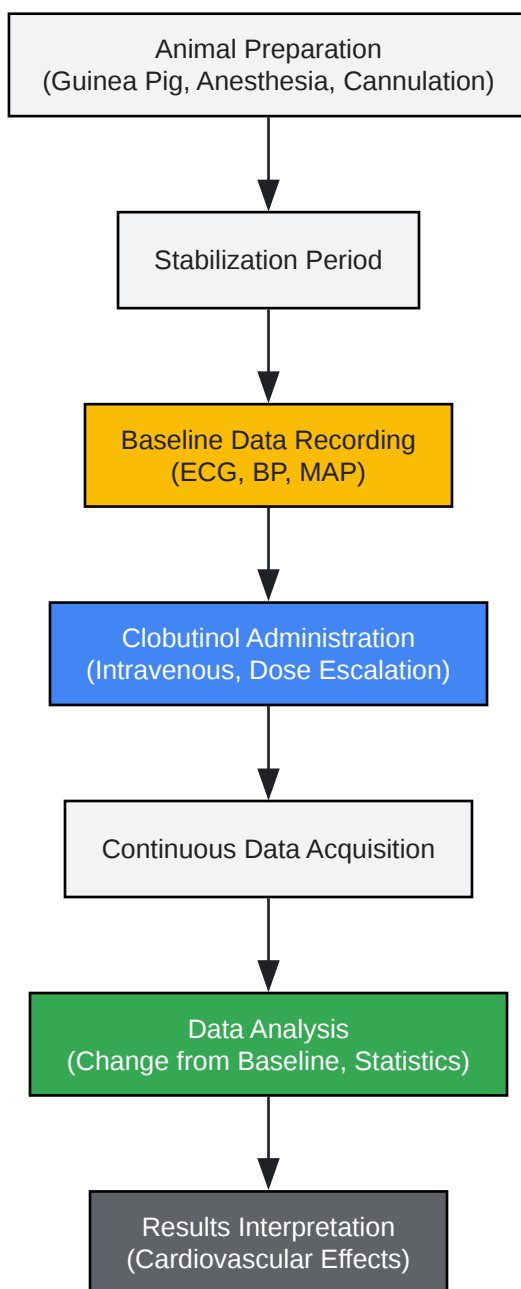 Animal Preparation
(Guinea Pig, Anesthesia, Cannulation)
Stabilization Period
Baseline Data Recording
(ECG, BP, MAP)
Clobutinol Administration
(Intravenous, Dose Escalation)
Continuous Data Acquisition
Data Analysis
(Change from Baseline, Statistics)
Results Interpretation
(Cardiovascular Effects)